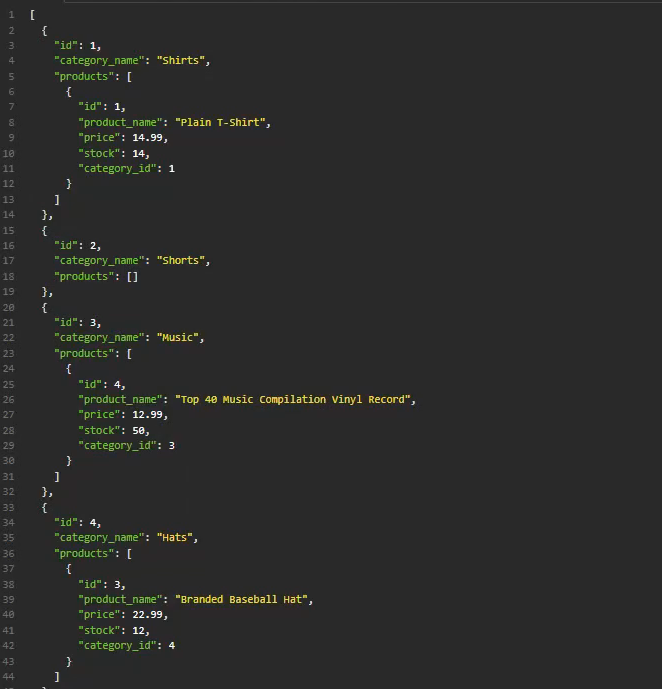 1 [
2 {
3 "id": 1,
4 "category_name": "Shirts",
5 "products": [
6 {
7 "id": 1,
8 "product_name": "Plain T-Shirt",
9 "price": 14.99,
10 "stock": 14,
11 "category_id": 1
12 }
13 ]
14 },
15 {
16 "id": 2,
17 "category_name": "Shorts",
18 "products": []
19 },
20 {
21 "id": 3,
22 "category_name": "Music",
23 "products": [
24 {
25 "id": 4,
26 "product_name": "Top 40 Music Compilation Vinyl Record",
27 "price": 12.99,
28 "stock": 50,
29 "category_id": 3
30 }
31 ]
32 },
33 {
34 "id": 4,
35 "category_name": "Hats",
36 "products": [
37 {
38 "id": 3,
39 "product_name": "Branded Baseball Hat",
40 "price": 22.99,
41 "stock": 12,
42 "category_id": 4
43 }
44 ]